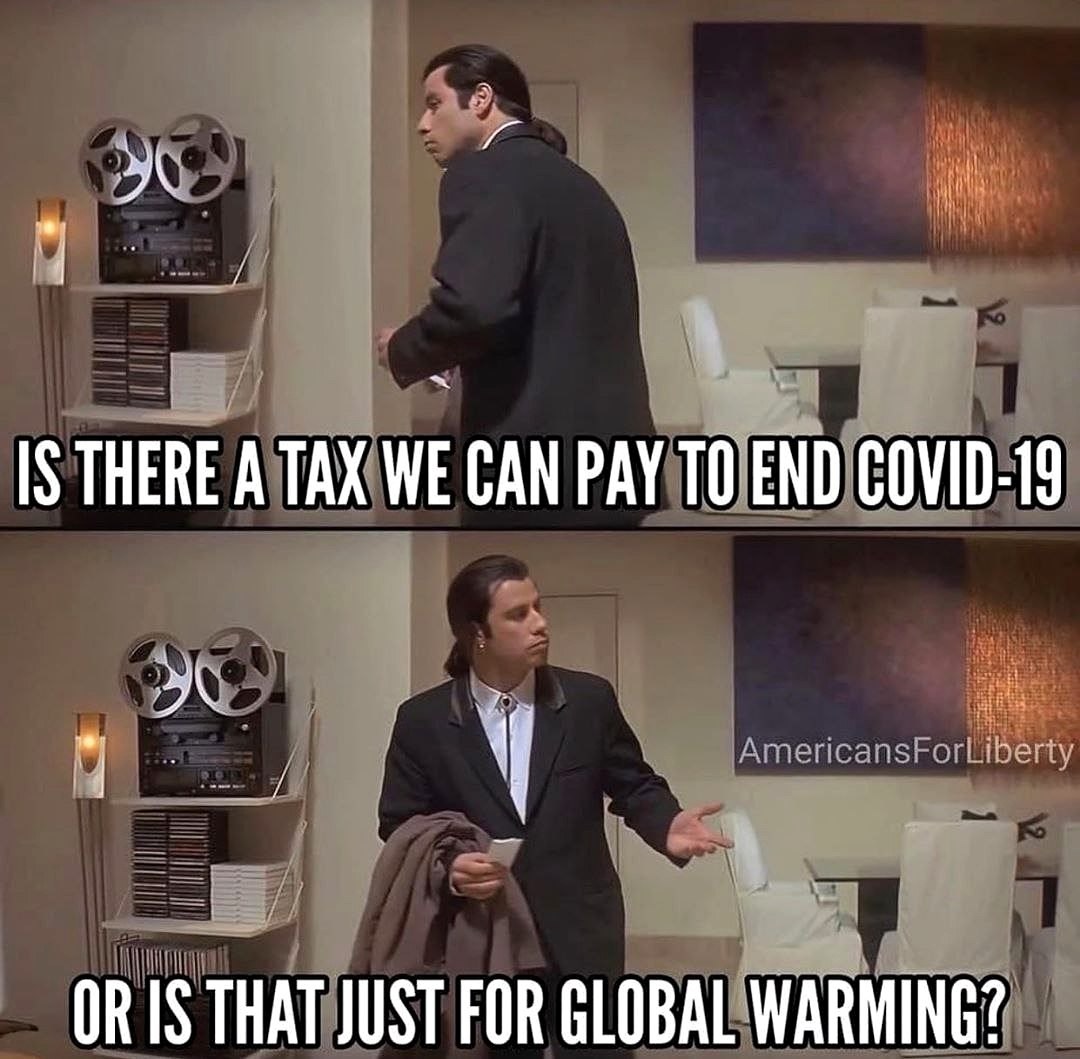 IS THERE A TAX WE CAN PAY TO END COVID-19
AmericansForLiberty
OR IS THAT JUST FOR GLOBAL WARMING?